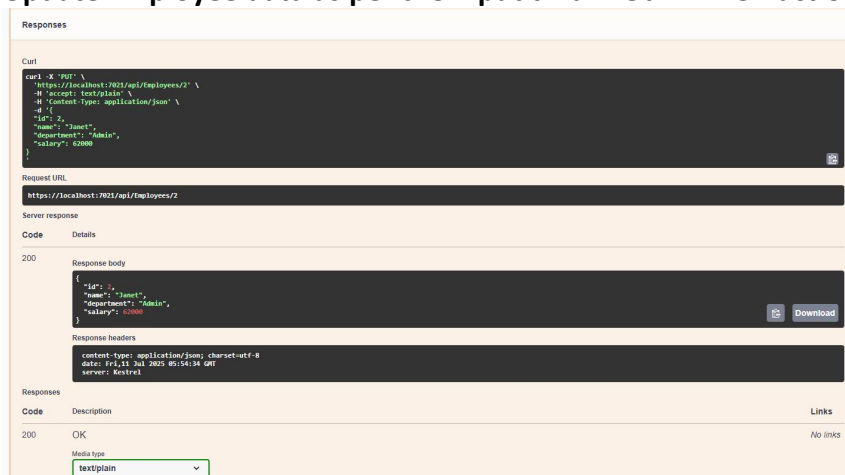 Responses
Curl
curl -X 'PUT' \
'https://localhost:7021/api/Employees/2' \
-H 'accept: text/plain' \
-H 'Content-Type: application/json' \
-d '{
"id": 2,
"name": "Janet",
"department": "Admin",
"salary": 62000
}
'
Request URL
https://localhost:7021/api/Employees/2
Server response
Code Details
200
Response body
{
"id": 2,
"name": "Janet",
"department": "Admin",
"salary": 62000
}
Download
Response headers
content-type: application/json; charset=utf-8
date: Fri,11 Jul 2025 05:54:34 GMT
server: Kestrel
Responses
Code Description Links
200 OK No links
Media type
text/plain